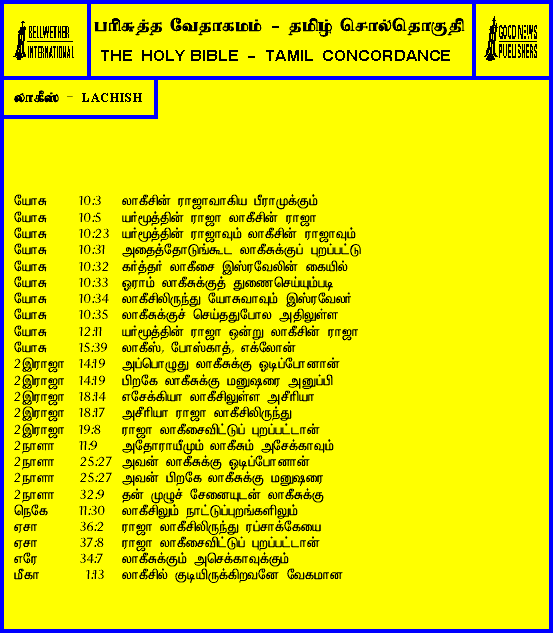 BELLWETHER
INTERNATIONAL
பரிசுத்த வேதாகமம் - தமிழ் சொல்தொகுதி
THE HOLY BIBLE - TAMIL CONCORDANCE
GOOD NEWS
PUBLISHERS
லாகீஸ் - LACHISH
யோசு 10:3 லாகீசின் ராஜாவாகிய பீராமுக்கும்
யோசு 10:5 யர்மூத்தின் ராஜா லாகீசின் ராஜா
யோசு 10:23 யர்மூத்தின் ராஜாவும் லாகீசின் ராஜாவும்
யோசு 10:31 அதைத்தோடுங்கூட லாகீசுக்குப் புறப்பட்டு
யோசு 10:32 கர்த்தர் லாகீசை இஸ்ரவேலின் கையில்
யோசு 10:33 ஓராம் லாகீசுக்குத் துணைசெய்யும்படி
யோசு 10:34 லாகீசிலிருந்து யோசுவாவும் இஸ்ரவேலர்
யோசு 10:35 லாகீசுக்குச் செய்ததுபோல அதிலுள்ள
யோசு 12:11 யர்மூத்தின் ராஜா ஒன்று லாகீசின் ராஜா
யோசு 15:39 லாகீஸ், போஸ்காத், எக்லோன்
2இராஜா 14:19 அப்பொழுது லாகீசுக்கு ஓடிப்போனான்
2இராஜா 14:19 பிறகே லாகீசுக்கு மனுஷரை அனுப்பி
2இராஜா 18:14 எசேக்கியா லாகீசிலுள்ள அசீரியா
2இராஜா 18:17 அசீரியா ராஜா லாகீசிலிருந்து
2இராஜா 19:8 ராஜா லாகீசைவிட்டுப் புறப்பட்டான்
2நாளா 11:9 அதோராயீமும் லாகீசும் அசேக்காவும்
2நாளா 25:27 அவன் லாகீசுக்கு ஓடிப்போனான்
2நாளா 25:27 அவன் பிறகே லாகீசுக்கு மனுஷரை
2நாளா 32:9 தன் முழுச் சேனையுடன் லாகீசுக்கு
நெகே 11:30 லாகீசிலும் நாட்டுப்புறங்களிலும்
ஏசா 36:2 ராஜா லாகீசிலிருந்து ரப்சாக்கேயை
ஏசா 37:8 ராஜா லாகீசைவிட்டுப் புறப்பட்டான்
எரே 34:7 லாகீசுக்கும் அசெக்காவுக்கும்
மீகா 1:13 லாகீசில் குடியிருக்கிறவனே வேகமான